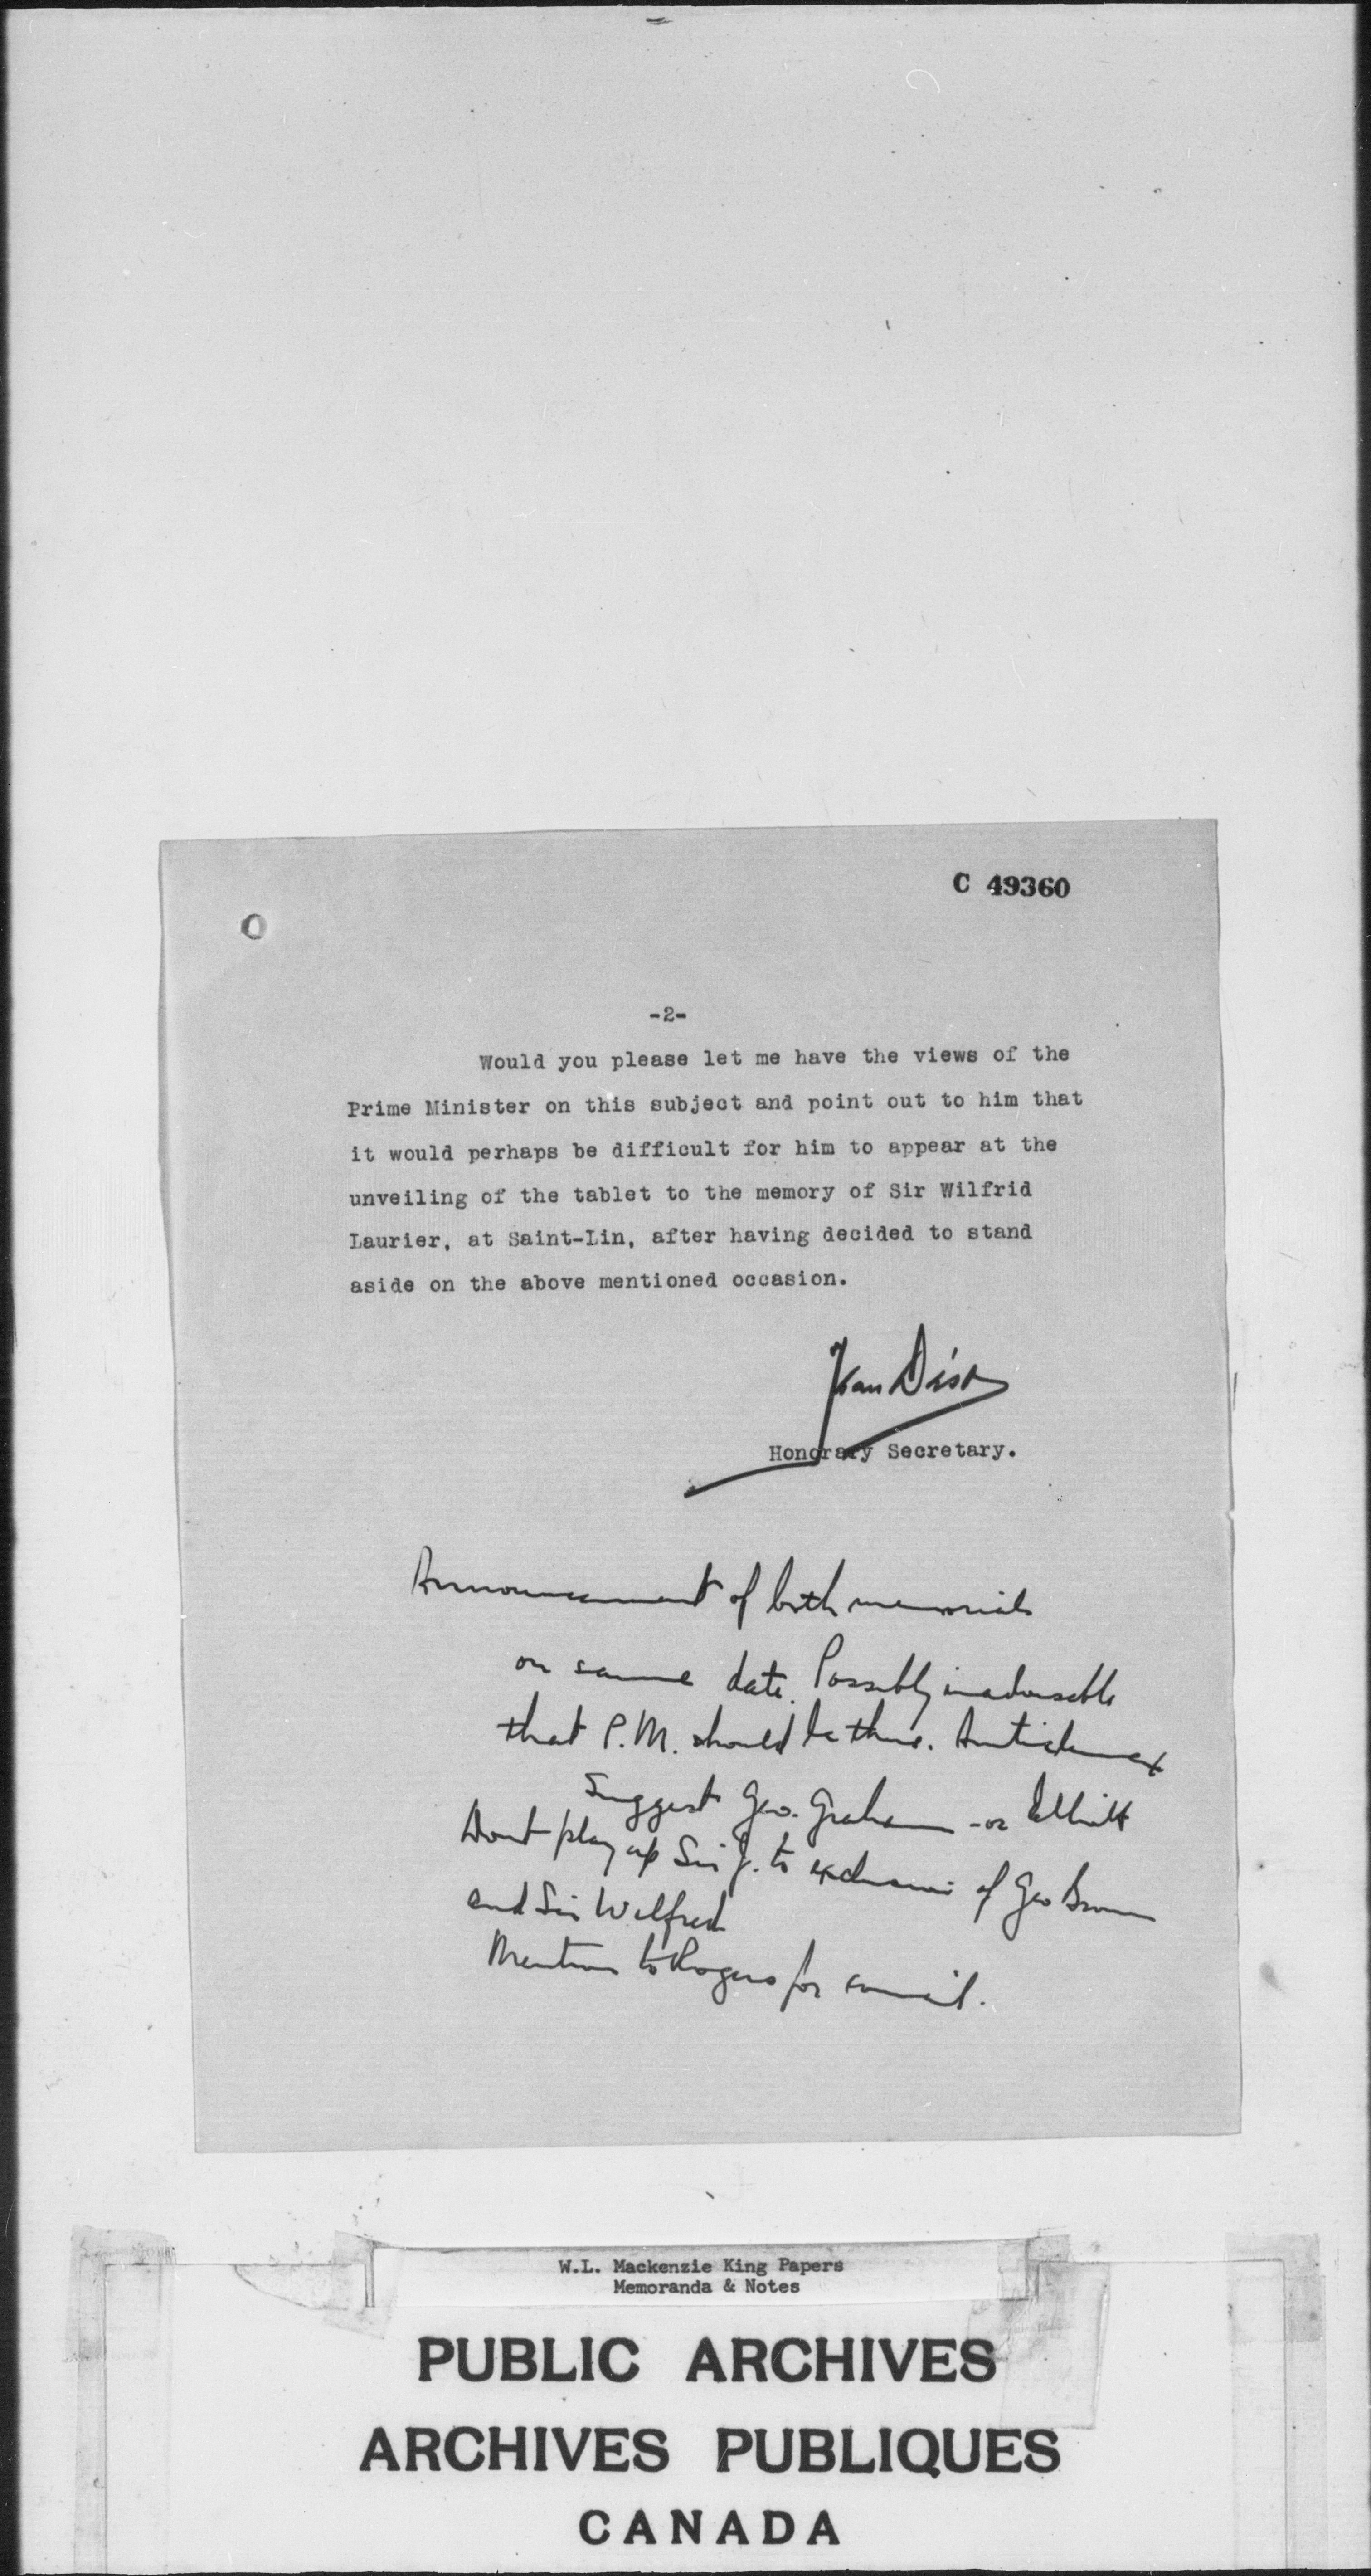 C 49360
-2-
Would you please let me have the views of the
Prime Minister on this subject and point out to him that
it would perhaps be difficult for him to appear at the
unveiling of the tablet to the memory of Sir Wilfrid
Laurier, at Saint-Lin, after having decided to stand
aside on the above mentioned occasion.
Jean Désy
Honorary Secretary.
Announcement of both memorials
on same date. Possibly inadvisable
that P.M. should be there. Anticlimax
Suggest Geo. Graham - or Elliott
Dont play up Sir J. to exclusion of Geo Brown
and Sir Wilfred
Mention to Rogers for council.
W.L. Mackenzie King Papers
Memoranda & Notes
PUBLIC ARCHIVES
ARCHIVES PUBLIQUES
CANADA